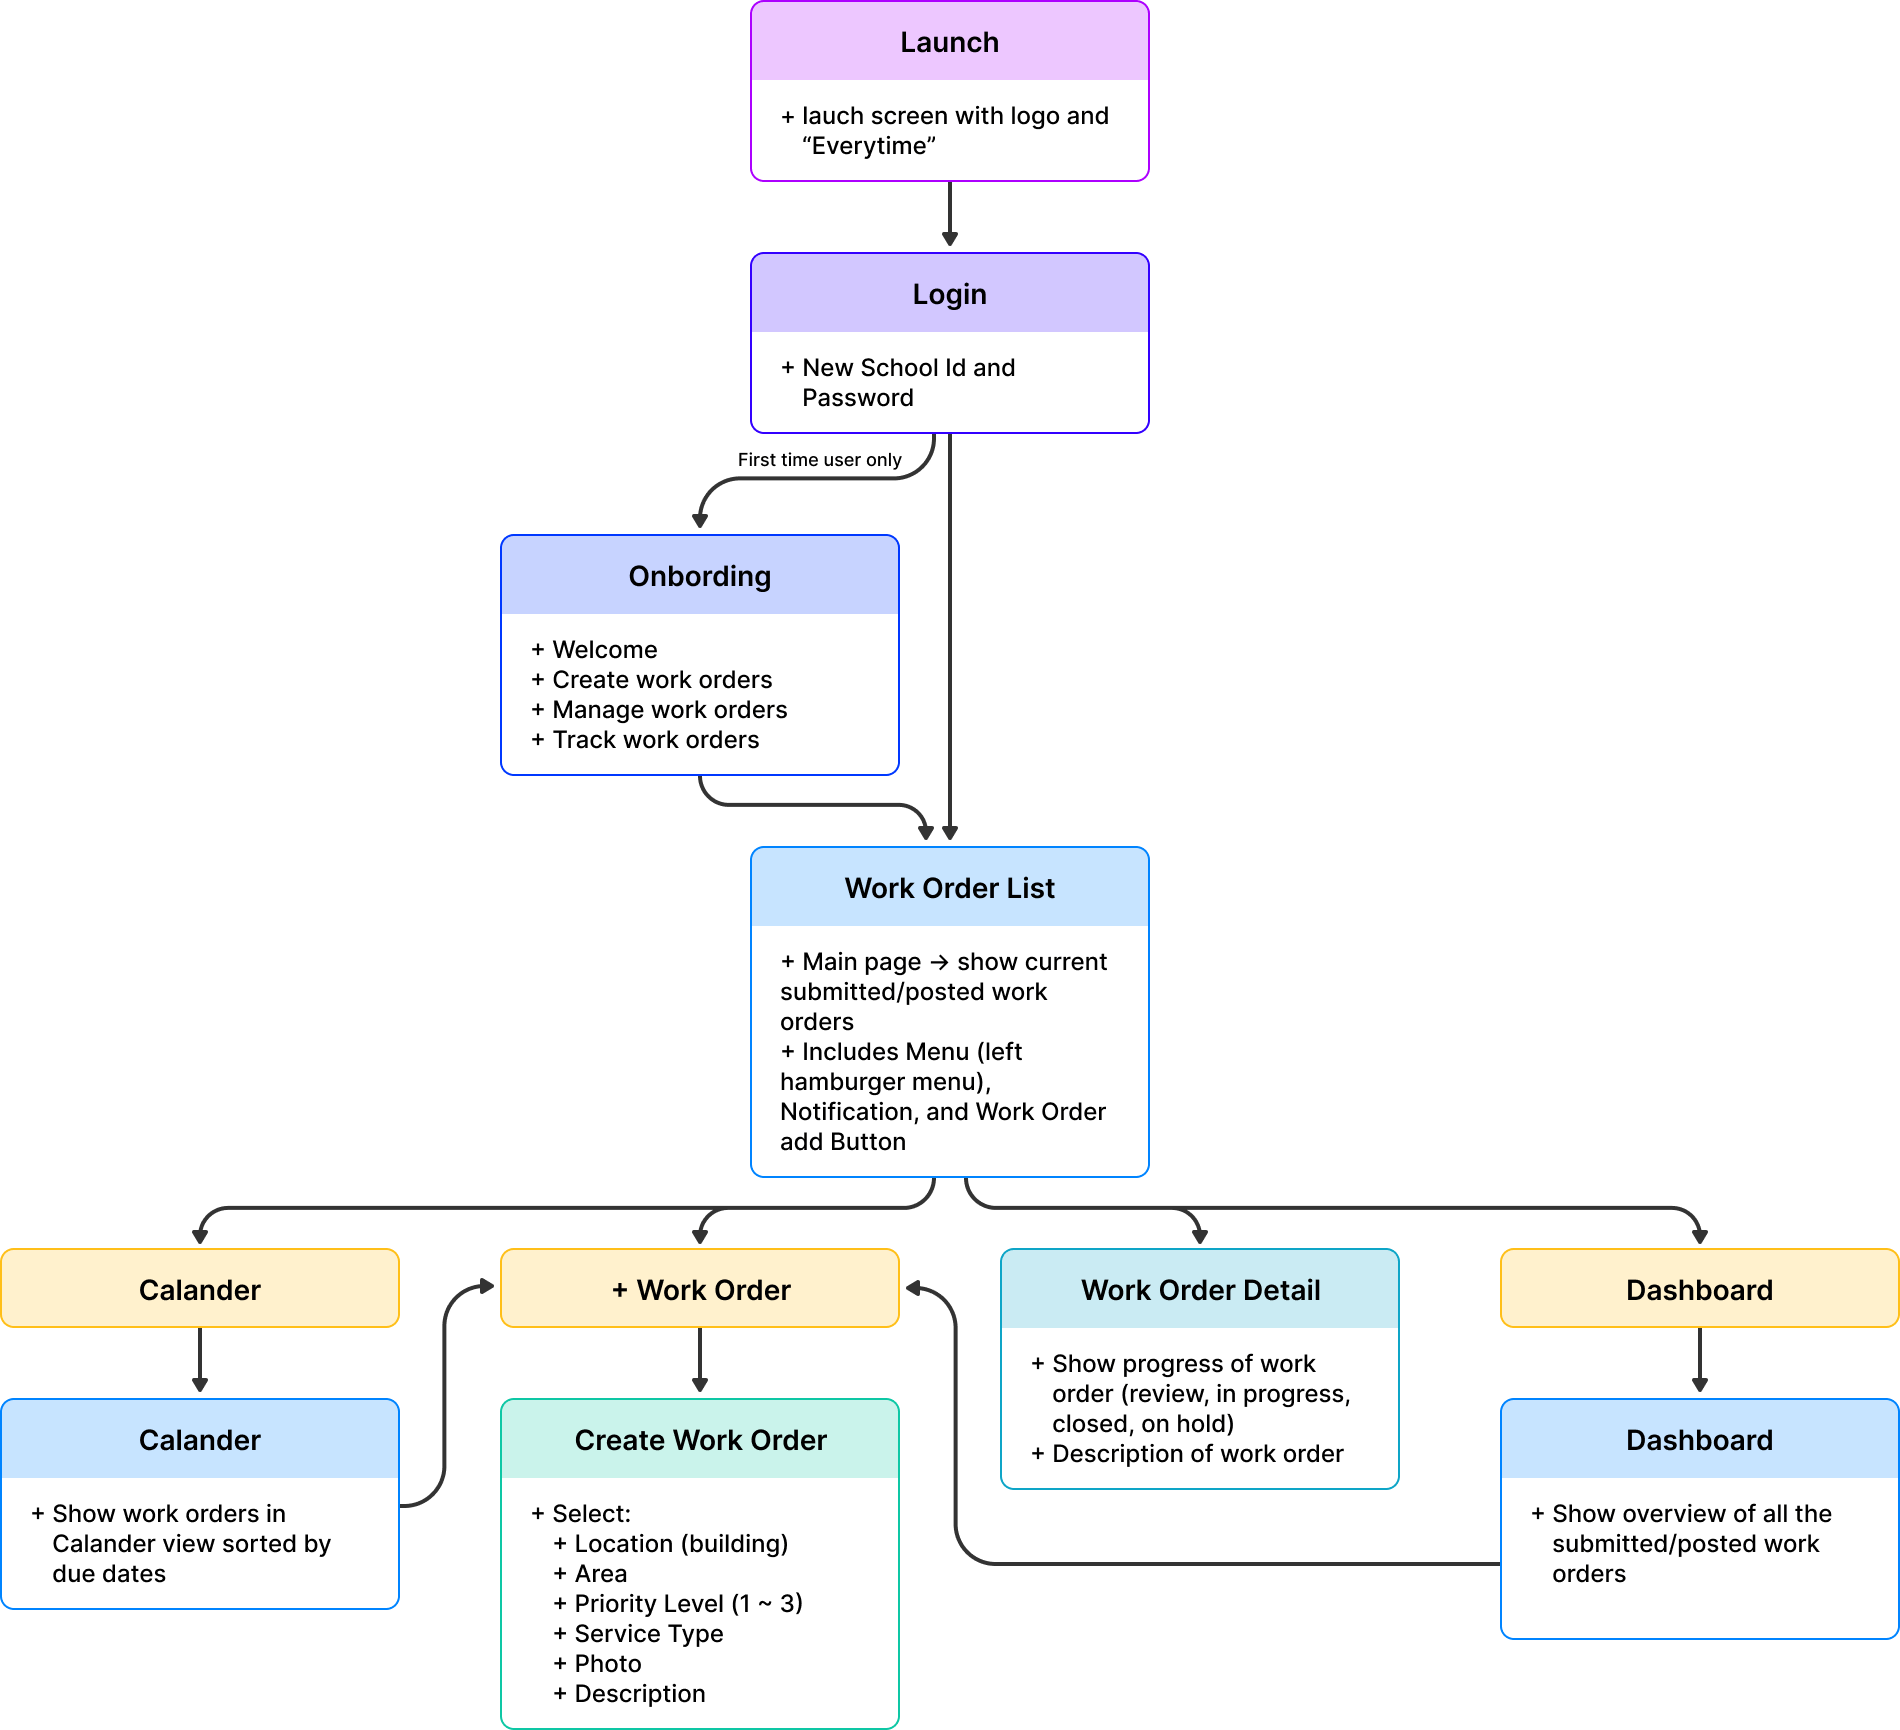 Launch
+ lauch screen with logo and
“Everytime”
Login
+ New School Id and
Password
First time user only
Onbording
+ Welcome
+ Create work orders
+ Manage work orders
+ Track work orders
Work Order List
+ Main page → show current
submitted/posted work
orders
+ Includes Menu (left
hamburger menu),
Notification, and Work Order
add Button
Calander
+ Work Order
Work Order Detail
+ Show progress of work
order (review, in progress,
closed, on hold)
+ Description of work order
Dashboard
Calander
+ Show work orders in
Calander view sorted by
due dates
Create Work Order
+ Select:
+ Location (building)
+ Area
+ Priority Level (1 ~ 3)
+ Service Type
+ Photo
+ Description
Dashboard
+ Show overview of all the
submitted/posted work
orders